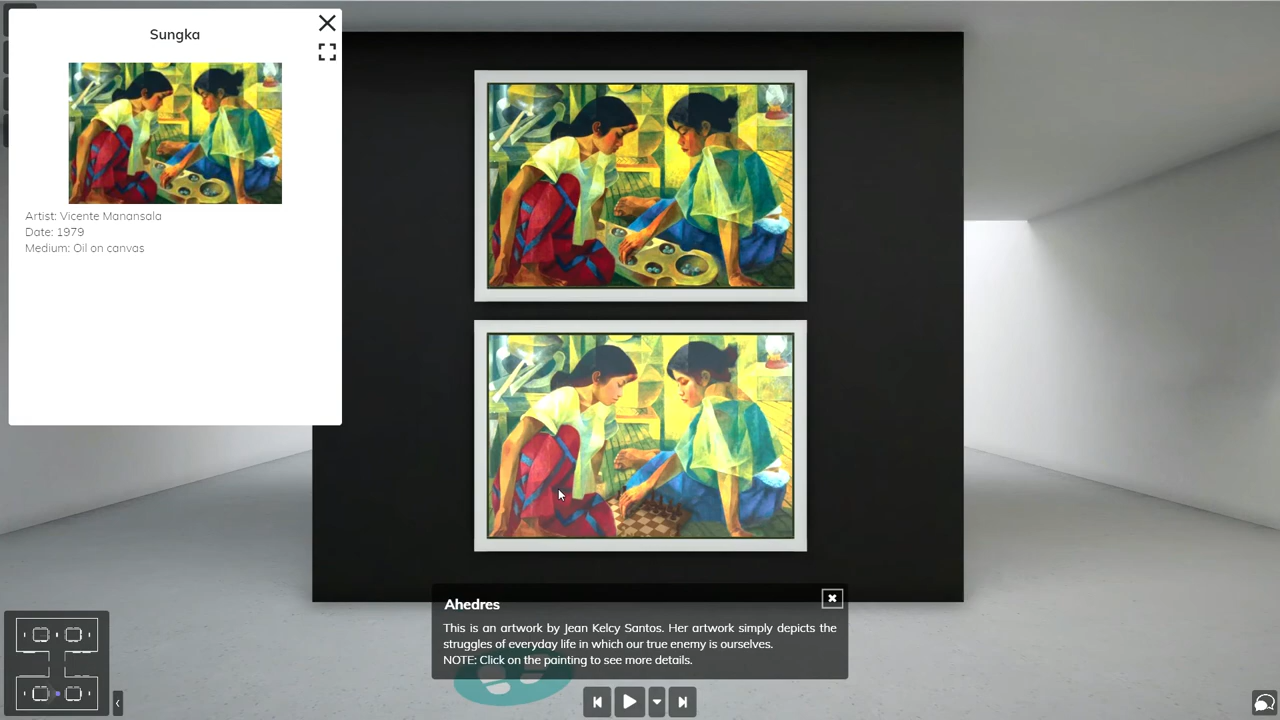 Sungka
Artist: Vicente Manansala
Date: 1979
Medium: Oil on canvas
Ahedres
This is an artwork by Jean Kelcy Santos. Her artwork simply depicts the
struggles of everyday life in which our true enemy is ourselves.
NOTE: Click on the painting to see more details.